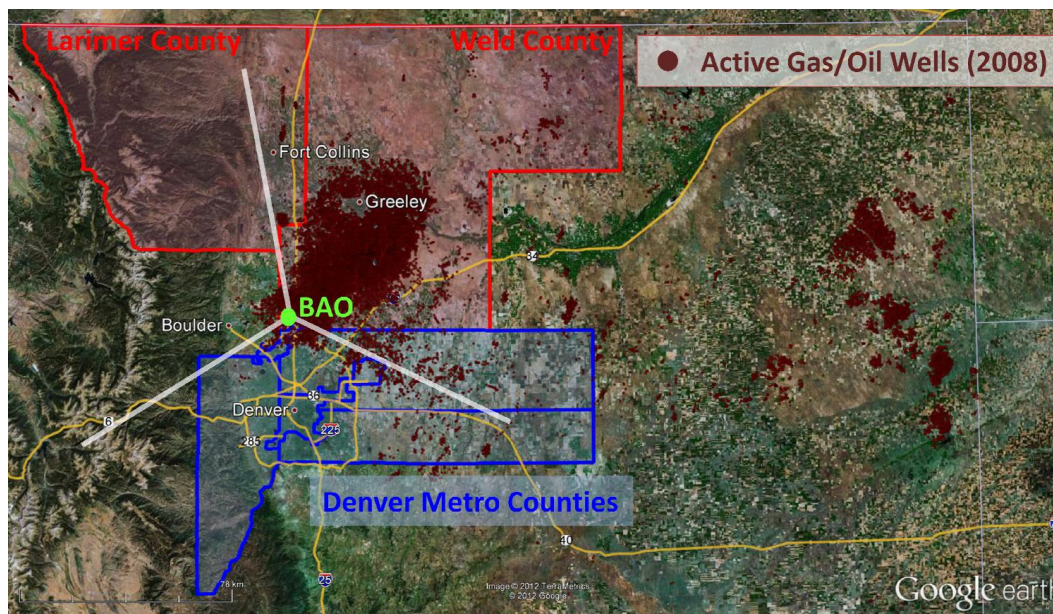 Larimer County
Weld County
Active Gas/Oil Wells (2008)
Fort Collins
Greeley
84
BAO
Boulder
36
Denver
6
225
285
Denver Metro Counties
40
78 km
25
Image © 2012 TerraMetrics
© 2012 Google
Google earth